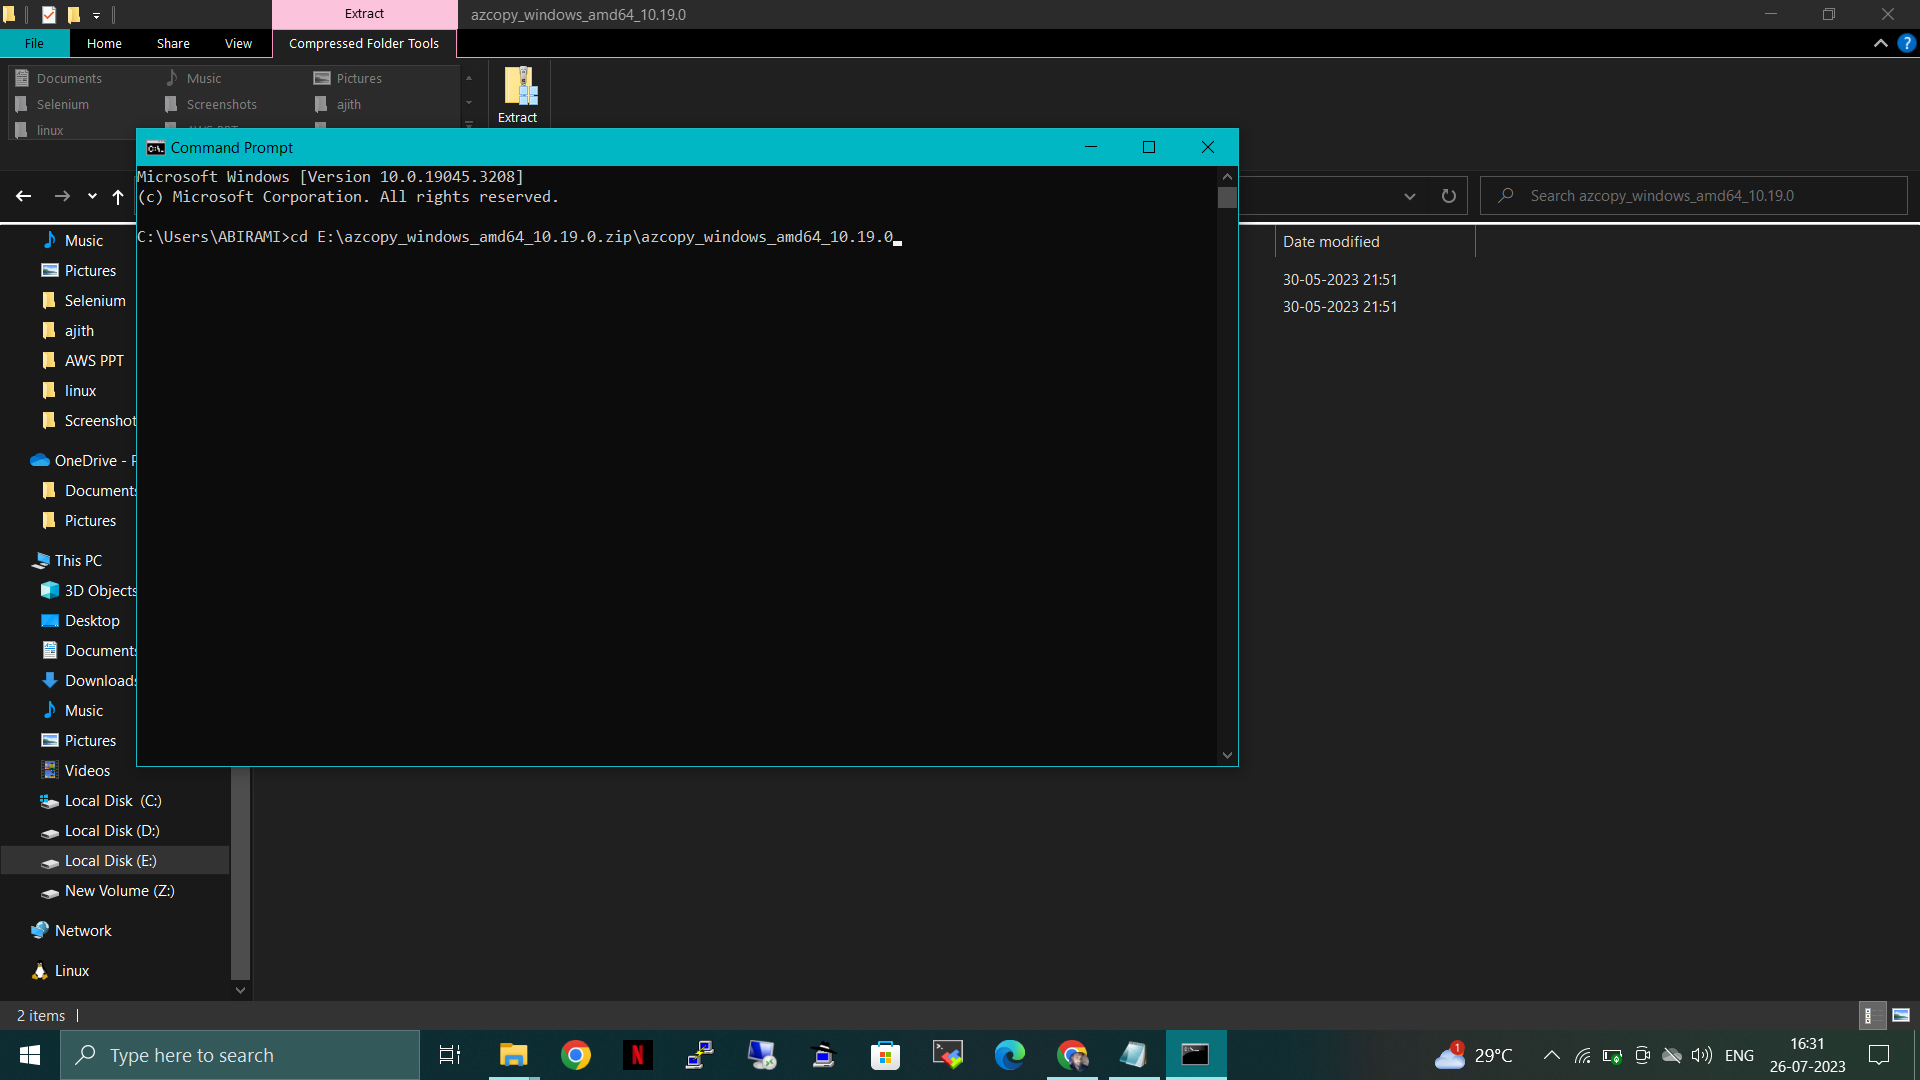 Extract
azcopy_windows_amd64_10.19.0
File
Home
Share
View
Compressed Folder Tools
Documents
Music
Pictures
Selenium
Screenshots
ajith
linux
Extract
Command Prompt
Microsoft Windows [Version 10.0.19045.3208]
(c) Microsoft Corporation. All rights reserved.
C:\Users\ABIRAMI>cd E:\azcopy_windows_amd64_10.19.0.zip\azcopy_windows_amd64_10.19.0
Search azcopy_windows_amd64_10.19.0
Date modified
30-05-2023 21:51
30-05-2023 21:51
Music
Pictures
Selenium
ajith
AWS PPT
linux
Screenshot
OneDrive - P
Documents
Pictures
This PC
3D Objects
Desktop
Documents
Downloads
Music
Pictures
Videos
Local Disk (C:)
Local Disk (D:)
Local Disk (E:)
New Volume (Z:)
Network
Linux
2 items
Type here to search
1
29°C
ENG
16:31
26-07-2023